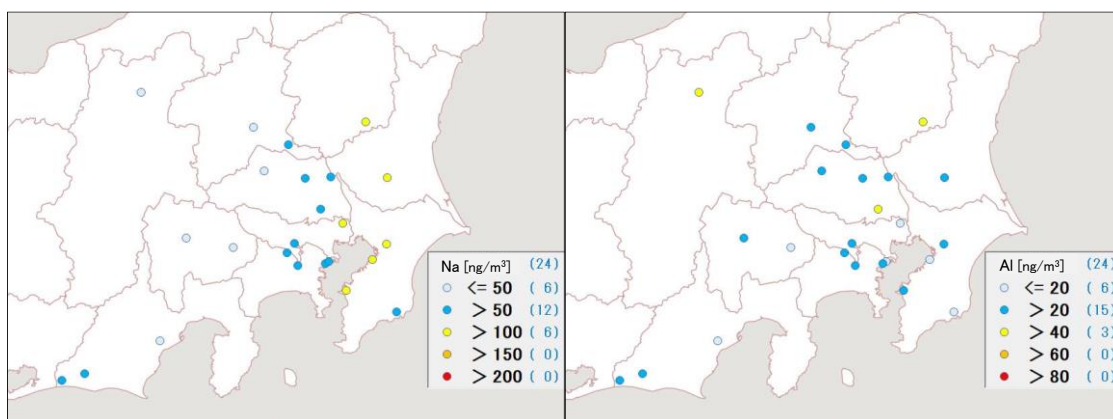 Na [ng/m³] (24)
<= 50 ( 6)
> 50 (12)
> 100 ( 6)
> 150 ( 0)
> 200 ( 0)
Al [ng/m³] (24)
<= 20 ( 6)
> 20 (15)
> 40 ( 3)
> 60 ( 0)
> 80 ( 0)